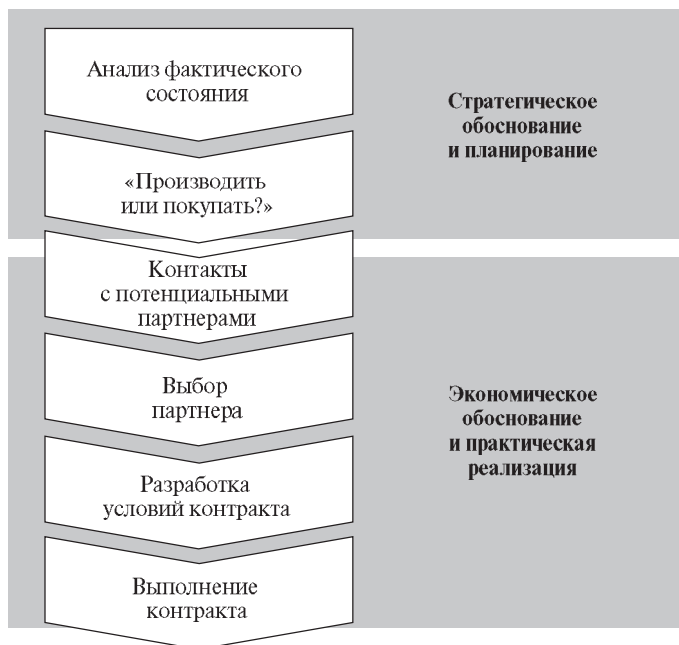 Анализ фактического
состояния
Стратегическое
обоснование
и планирование
«Производить
или покупать?»
Контакты
с потенциальными
партнерами
Выбор
партнера
Экономическое
обоснование
и практическая
реализация
Разработка
условий контракта
Выполнение
контракта